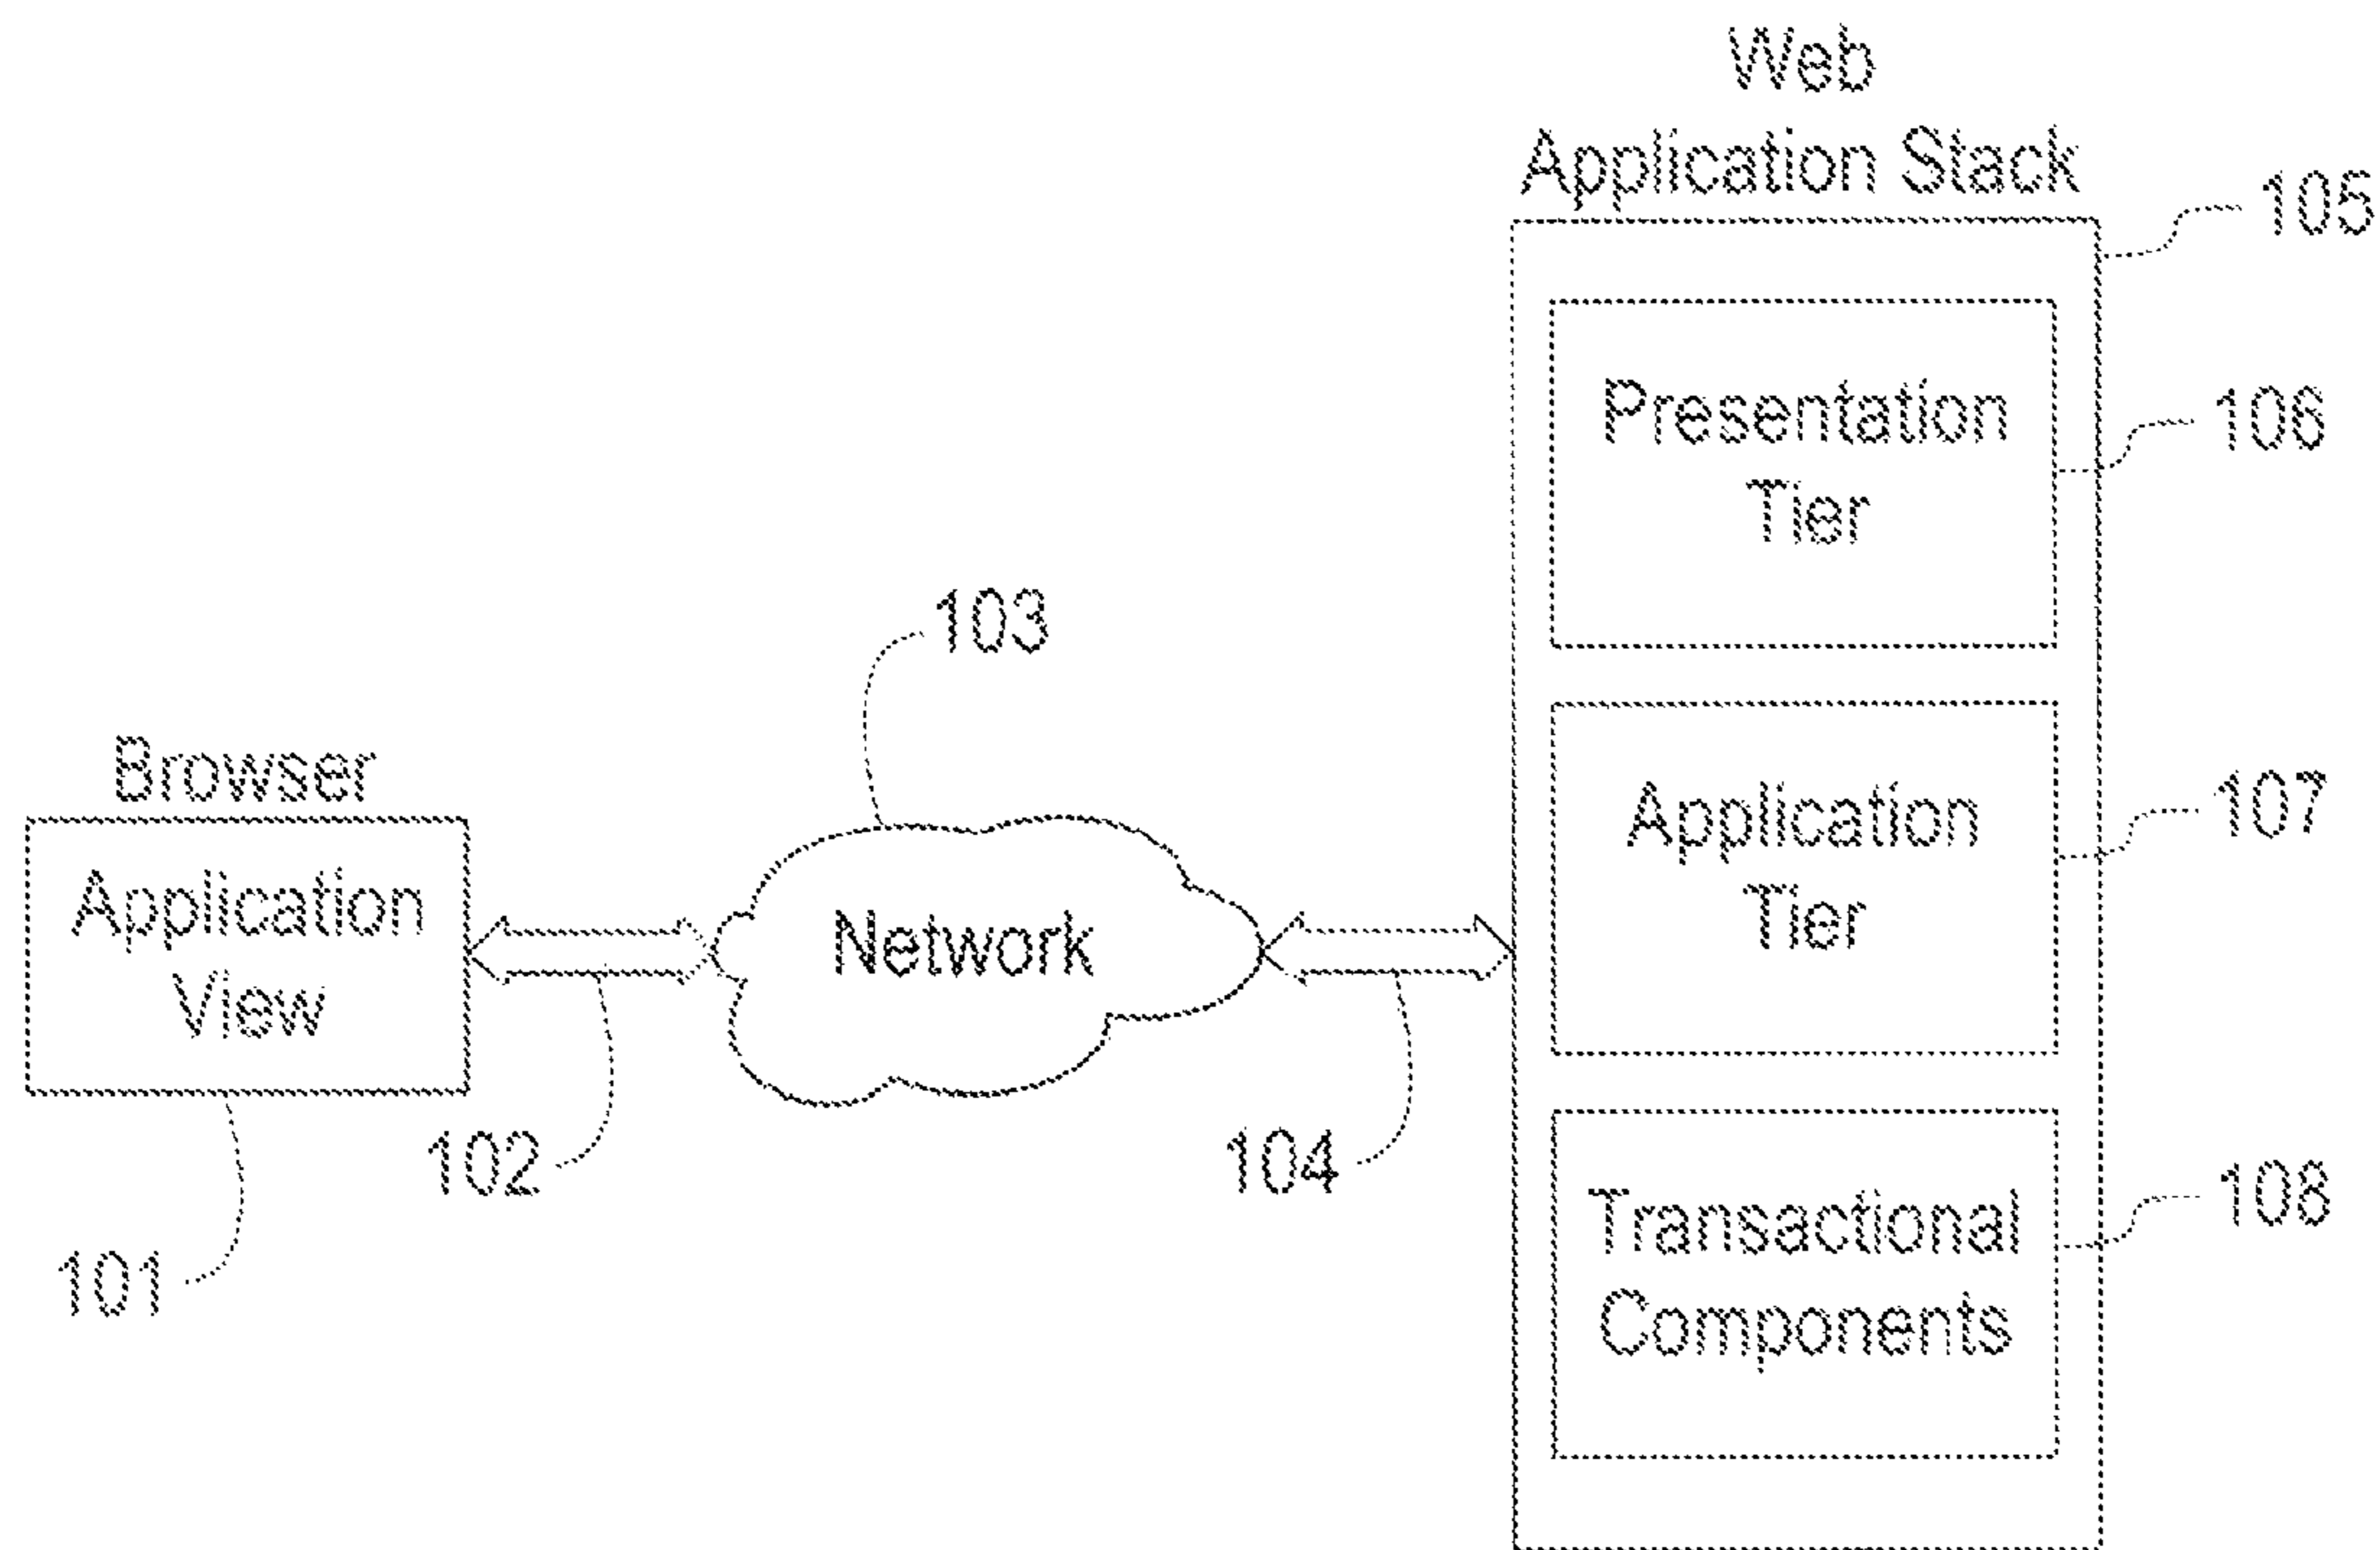 Web
Application Stack
105
Presentation
Tier
106
103
Browser
Application
View
Network
Application
Tier
107
102
104
101
Transactional
Components
108